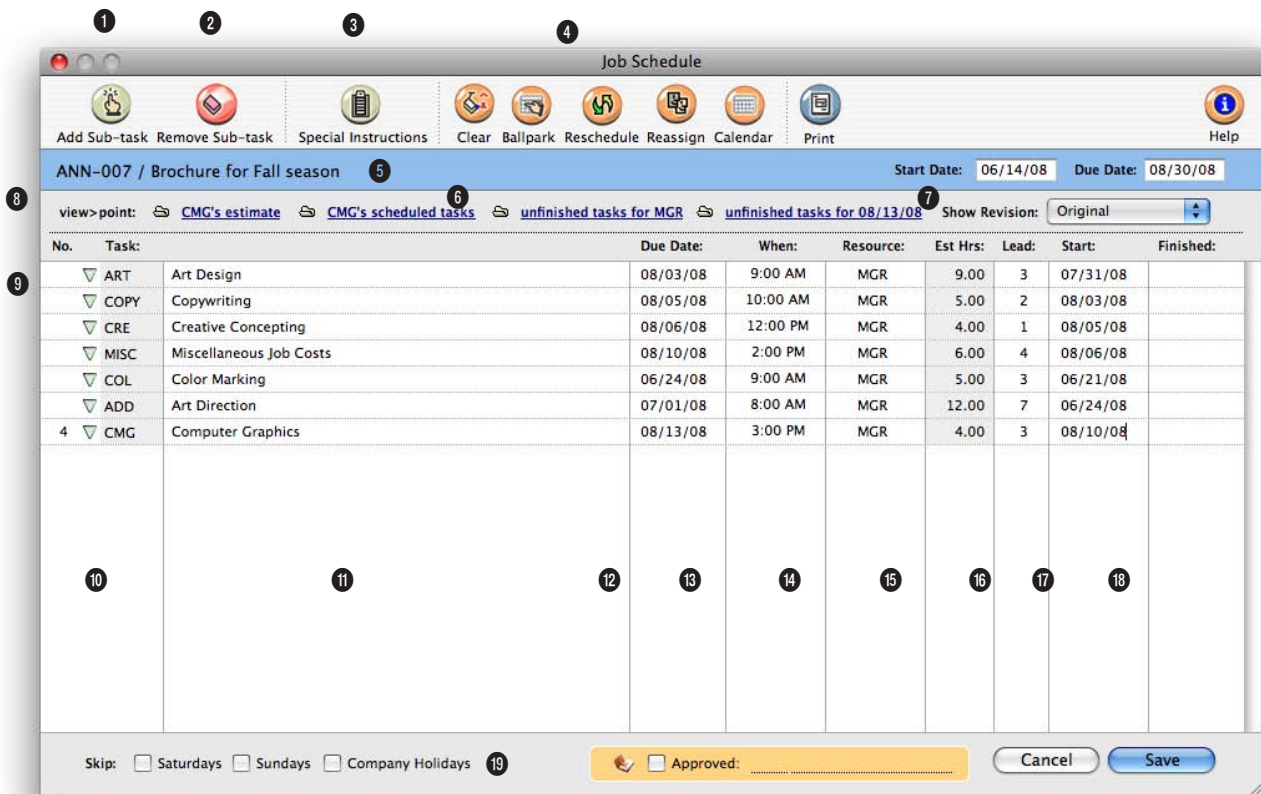 ❶ ❷ ❸ ❹
Job Schedule
Add Sub-task Remove Sub-task Special Instructions Clear Ballpark Reschedule Reassign Calendar Print Help
ANN-007 / Brochure for Fall season ❺ Start Date: 06/14/08 Due Date: 08/30/08
❽ view>point: CMG's estimate CMG's scheduled tasks ❻ unfinished tasks for MGR unfinished tasks for 08/13/08 ❼ Show Revision: Original
No. Task: Due Date: When: Resource: Est Hrs: Lead: Start: Finished:
❾ ART Art Design 08/03/08 9:00 AM MGR 9.00 3 07/31/08
COPY Copywriting 08/05/08 10:00 AM MGR 5.00 2 08/03/08
CRE Creative Concepting 08/06/08 12:00 PM MGR 4.00 1 08/05/08
MISC Miscellaneous Job Costs 08/10/08 2:00 PM MGR 6.00 4 08/06/08
COL Color Marking 06/24/08 9:00 AM MGR 5.00 3 06/21/08
ADD Art Direction 07/01/08 8:00 AM MGR 12.00 7 06/24/08
4 CMG Computer Graphics 08/13/08 3:00 PM MGR 4.00 3 08/10/08
❿ ⓫ ⓬ ⓭ ⓮ ⓯ ⓰ ⓱ ⓲
Skip: Saturdays Sundays Company Holidays ⓳ Approved: Cancel Save